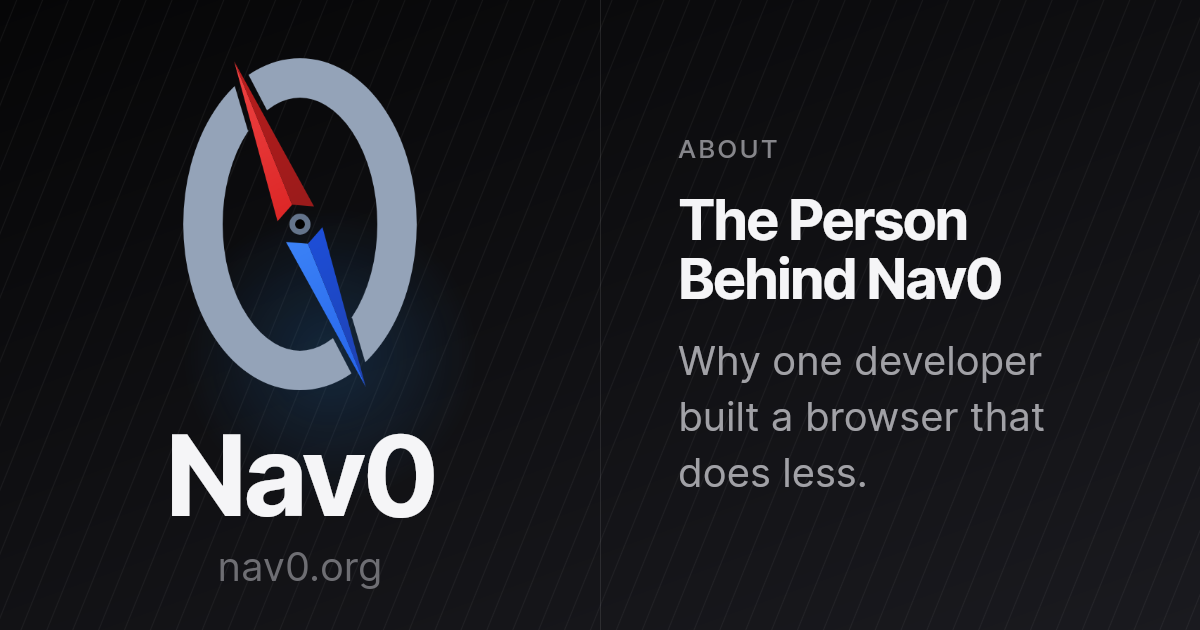 Nav0
nav0.org
ABOUT
The Person
Behind Nav0
Why one developer
built a browser that
does less.